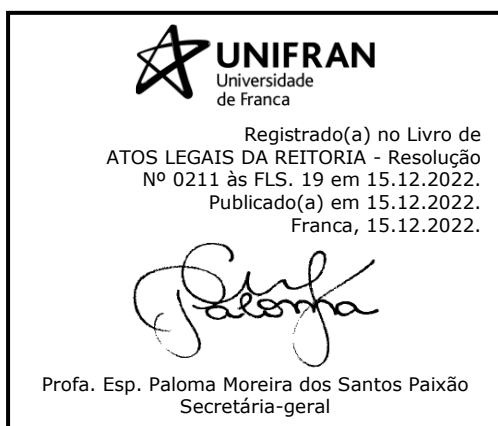 UNIFRAN
Universidade
de Franca
Registrado(a) no Livro de
ATOS LEGAIS DA REITORIA - Resolução
Nº 0211 às FLS. 19 em 15.12.2022.
Publicado(a) em 15.12.2022.
Franca, 15.12.2022.
Paloma
Profa. Esp. Paloma Moreira dos Santos Paixão
Secretária-geral